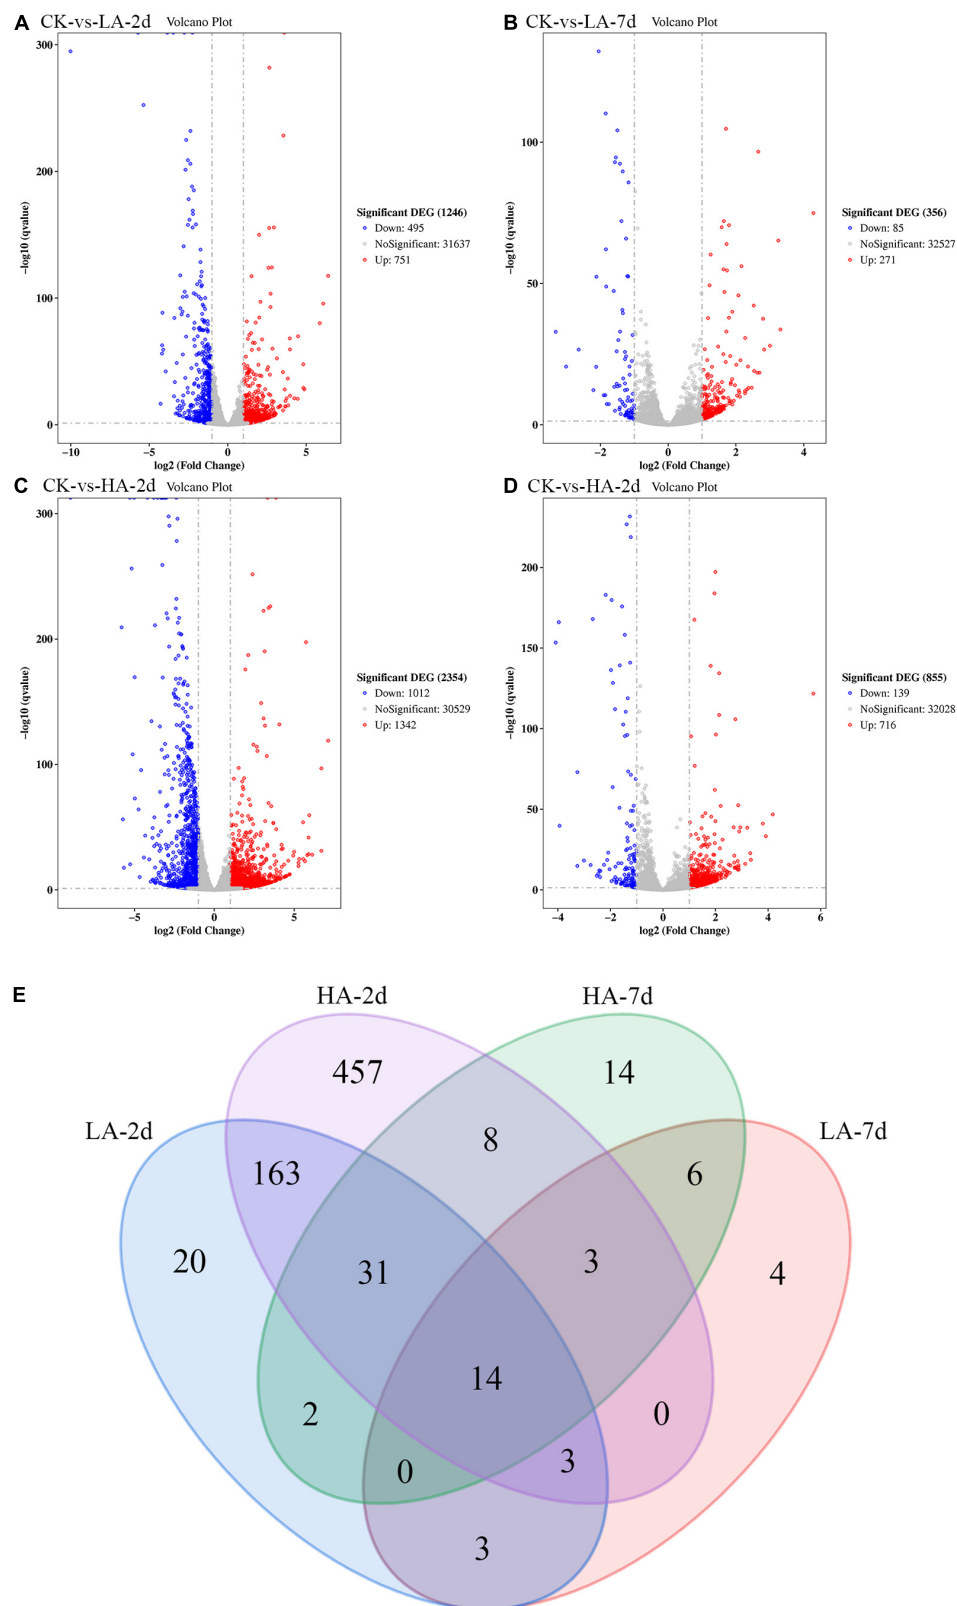 A CK-vs-LA-2d Volcano Plot
300
200
100
0
−log10 (qvalue)
−10 −5 0 5
log2 (Fold Change)
Significant DEG (1246)
Down: 495
NoSignificant: 31637
Up: 751
B CK-vs-LA-7d Volcano Plot
100
50
0
−log10 (qvalue)
−2 0 2 4
log2 (Fold Change)
Significant DEG (356)
Down: 85
NoSignificant: 32527
Up: 271
C CK-vs-HA-2d Volcano Plot
300
200
100
0
−log10 (qvalue)
−5 0 5
log2 (Fold Change)
Significant DEG (2354)
Down: 1012
NoSignificant: 30529
Up: 1342
D CK-vs-HA-2d Volcano Plot
200
150
100
50
0
−log10 (qvalue)
−4 −2 0 2 4 6
log2 (Fold Change)
Significant DEG (855)
Down: 139
NoSignificant: 32028
Up: 716
E
HA-2d HA-7d
457 14
LA-2d LA-7d
8
163 6
20 31 3 4
14
2 0
0 3
3